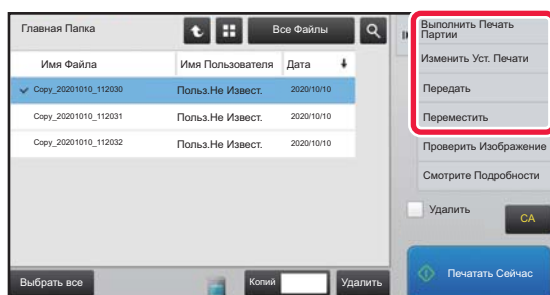 Главная Папка
Все Файлы
Имя Файла
Имя Пользователя
Дата
Copy_20201010_112030
Польз.Не Извест.
2020/10/10
Copy_20201010_112031
Польз.Не Извест.
2020/10/10
Copy_20201010_112032
Польз.Не Извест.
2020/10/10
Выбрать все
Копий
Удалить
Выполнить Печать
Партии
Изменить Уст. Печати
Передать
Переместить
Проверить Изображение
Смотрите Подробности
Удалить
CA
Печатать Сейчас